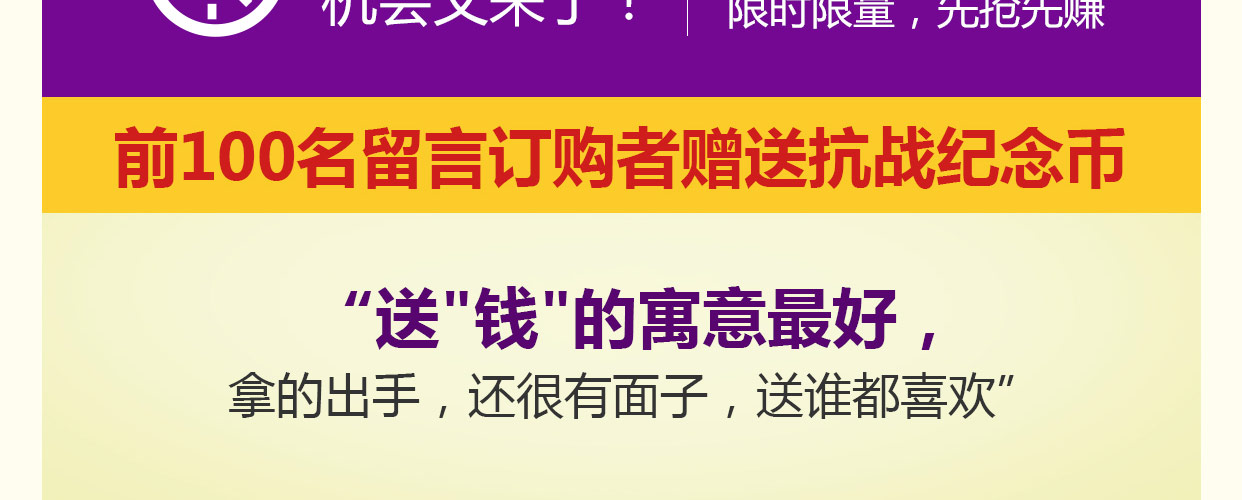 机会又来了！
限时限量，先抢先赚
前100名留言订购者赠送抗战纪念币
“送"钱"的寓意最好，
拿的出手，还很有面子，送谁都喜欢”